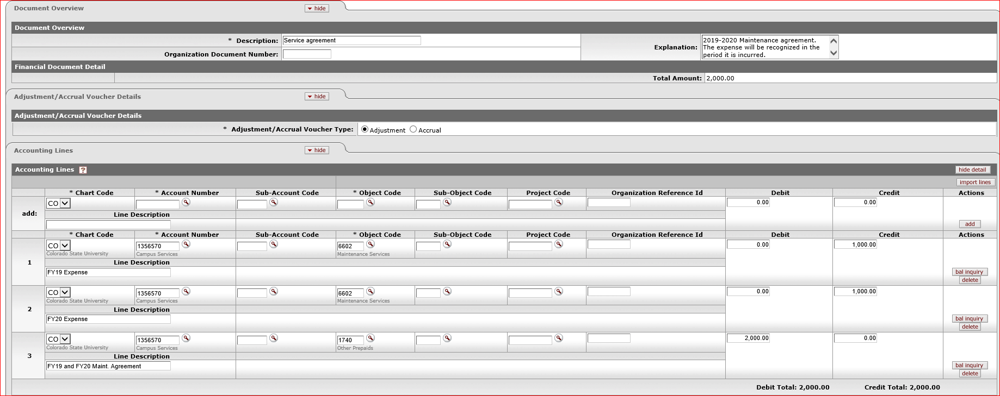 Document Overview
hide
Document Overview
* Description: Service agreement
Explanation: 2019-2020 Maintenance agreement.
The expense will be recognized in the
period it is incurred.
Organization Document Number:
Financial Document Detail
Total Amount: 2,000.00
Adjustment/Accrual Voucher Details
hide
Adjustment/Accrual Voucher Details
* Adjustment/Accrual Voucher Type: Adjustment Accrual
Accounting Lines
hide
Accounting Lines ? hide detail
import lines
* Chart Code * Account Number Sub-Account Code * Object Code Sub-Object Code Project Code Organization Reference Id Debit Credit Actions
add: CO 0.00 0.00
Line Description
add
* Chart Code * Account Number Sub-Account Code * Object Code Sub-Object Code Project Code Organization Reference Id Debit Credit Actions
1 CO 1356570 6602 0.00 1,000.00
Colorado State University Campus Services Maintenance Services
Line Description
FY19 Expense
bal inquiry
delete
2 CO 1356570 6602 0.00 1,000.00
Colorado State University Campus Services Maintenance Services
Line Description
FY20 Expense
bal inquiry
delete
3 CO 1356570 1740 2,000.00 0.00
Colorado State University Campus Services Other Prepaids
Line Description
FY19 and FY20 Maint. Agreement
bal inquiry
delete
Debit Total: 2,000.00 Credit Total: 2,000.00